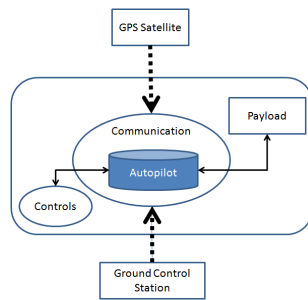 GPS Satellite
Communication
Payload
Autopilot
Controls
Ground Control
Station